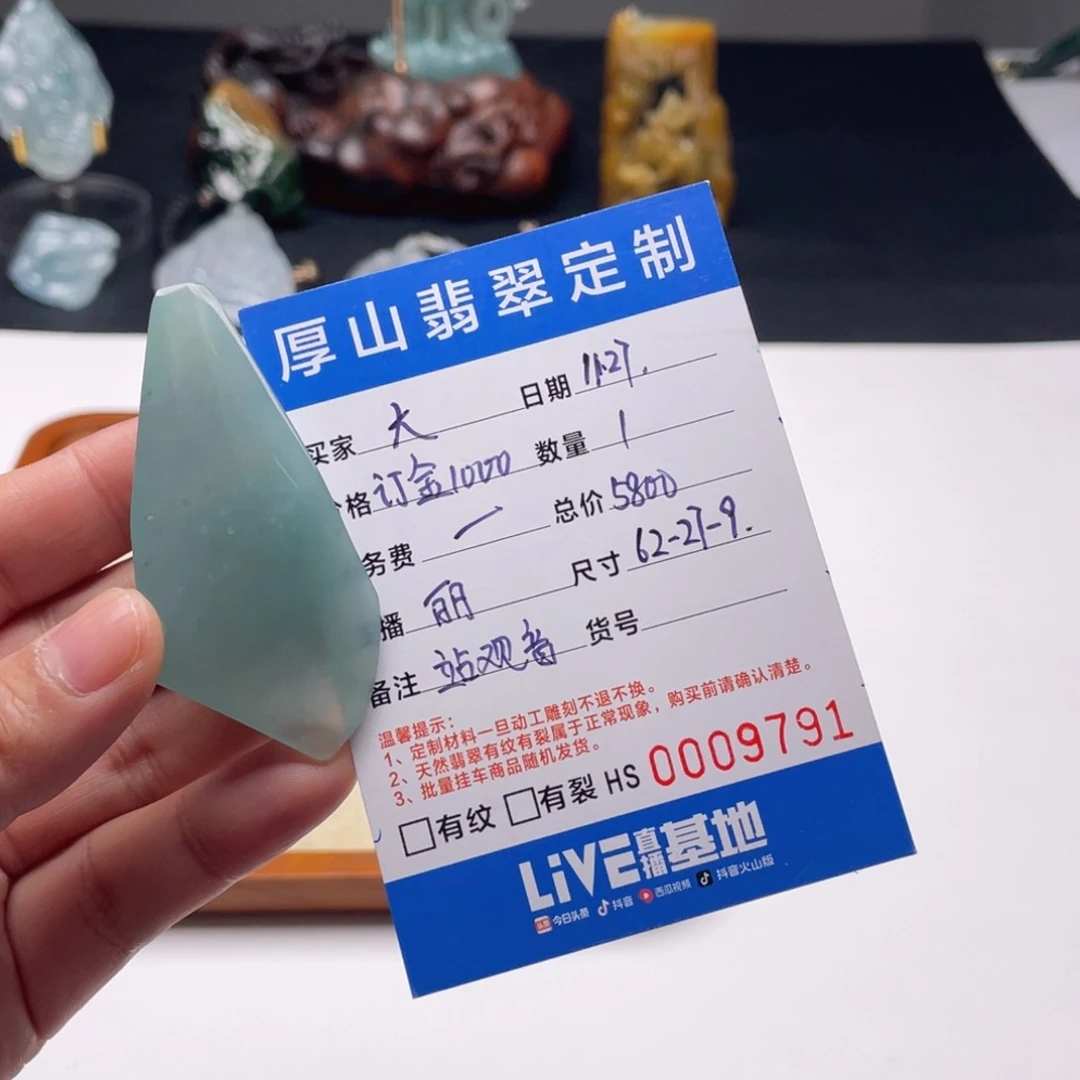 厚山翡翠定制
买家 大 日期 11.27.
格 订金1000 数量 1
务费 一 总价 5800
播 丽 尺寸 62-27-9.
备注 站观音 货号
温馨提示：
1、定制材料一旦动工雕刻不退不换。
2、天然翡翠有纹有裂属于正常现象，购买前请确认清楚。
3、批量挂车商品随机发货。
□有纹 □有裂 HS 0009791
LiVE直播基地
头条 今日头条 抖音 西瓜视频 抖音火山版